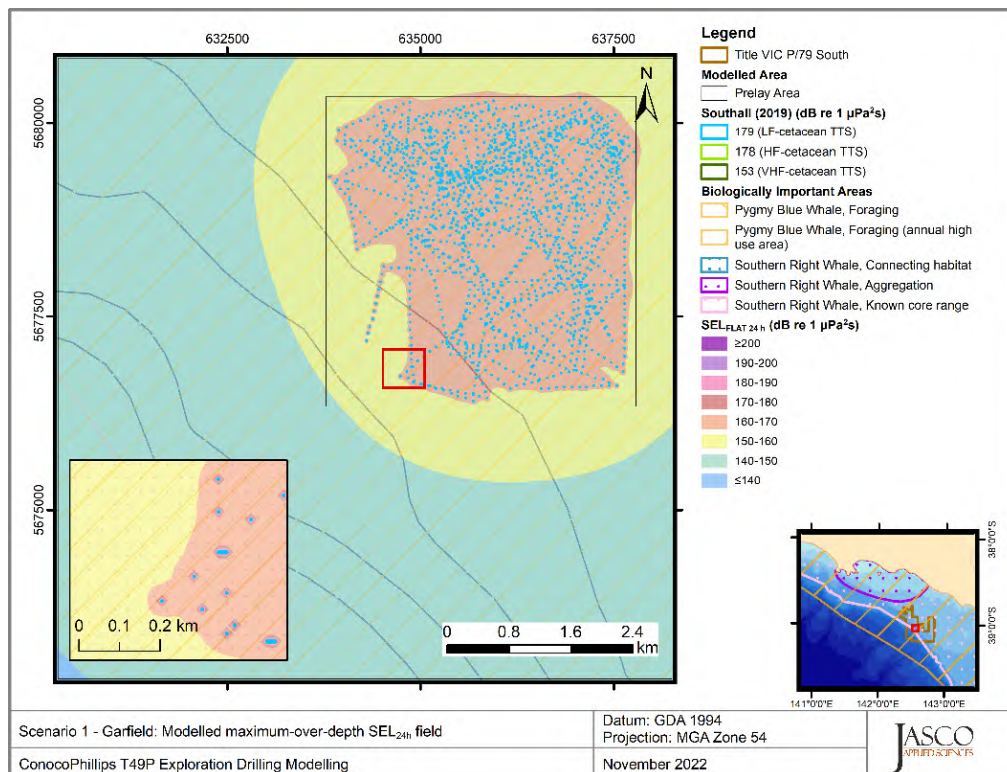 632500
635000
637500
5680000
5677500
5675000
N
0 0.1 0.2 km
0 0.8 1.6 2.4
km
Legend
Title VIC P/79 South
Modelled Area
Prelay Area
Southall (2019) (dB re 1 µPa²s)
179 (LF-cetacean TTS)
178 (HF-cetacean TTS)
153 (VHF-cetacean TTS)
Biologically Important Areas
Pygmy Blue Whale, Foraging
Pygmy Blue Whale, Foraging (annual high
use area)
Southern Right Whale, Connecting habitat
Southern Right Whale, Aggregation
Southern Right Whale, Known core range
SELFLAT 24 h (dB re 1 µPa²s)
≥200
190-200
180-190
170-180
160-170
150-160
140-150
≤140
38°0'S
39°0'S
141°0'0"E 142°0'0"E 143°0'0"E
Scenario 1 - Garfield: Modelled maximum-over-depth SEL24h field
ConocoPhillips T49P Exploration Drilling Modelling
Datum: GDA 1994
Projection: MGA Zone 54
November 2022
JASCO
APPLIED SCIENCES